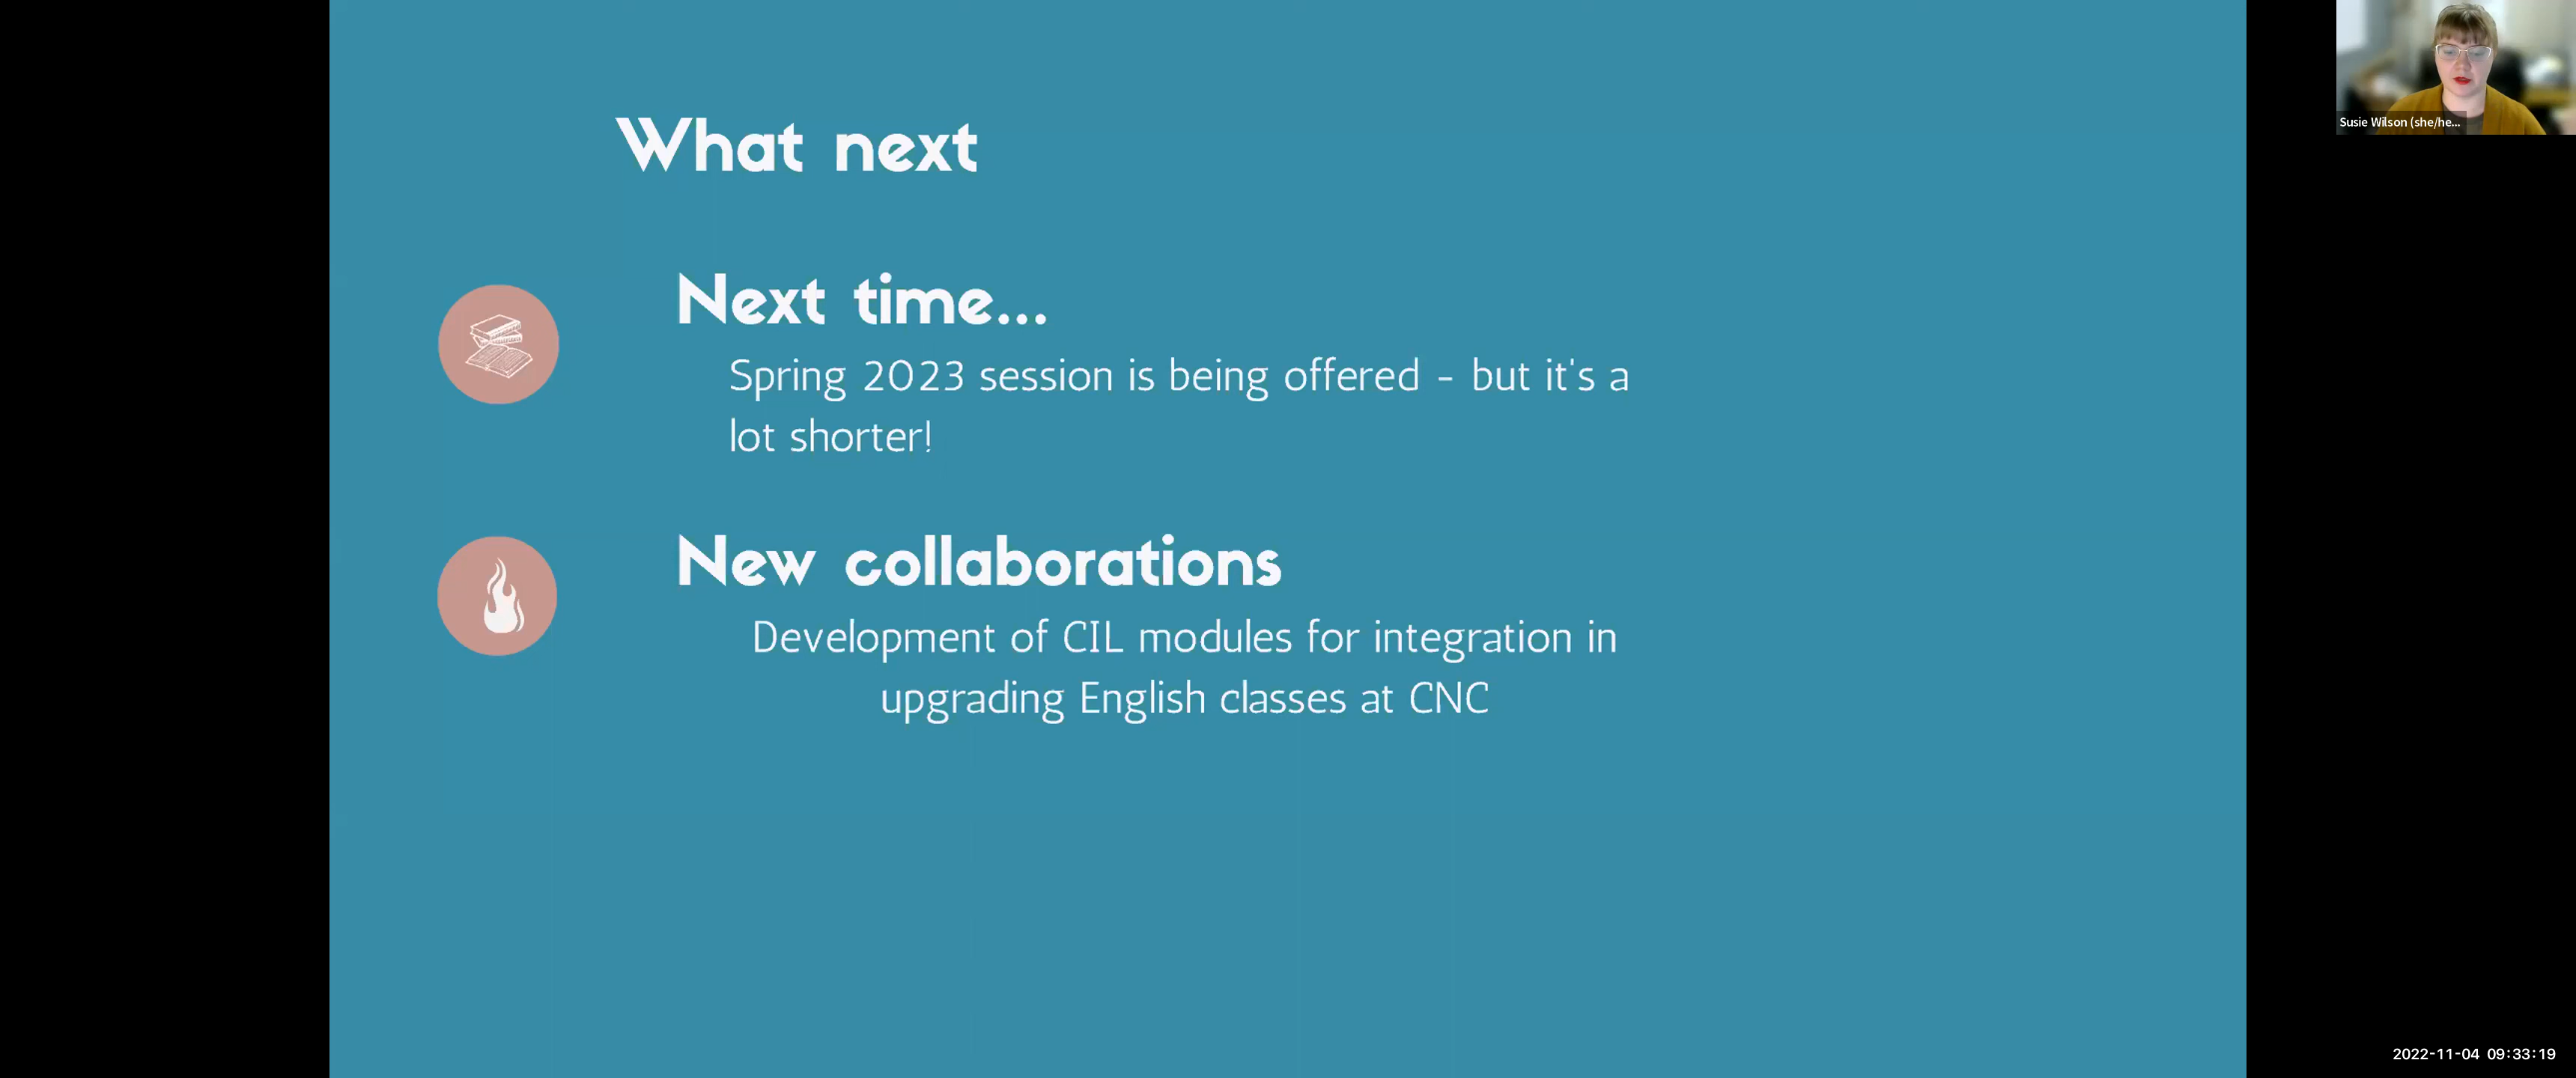 What next
Next time...
Spring 2023 session is being offered - but it's a
lot shorter!
New collaborations
Development of CIL modules for integration in
upgrading English classes at CNC
Susie Wilson (she/he...
2022-11-04 09:33:19